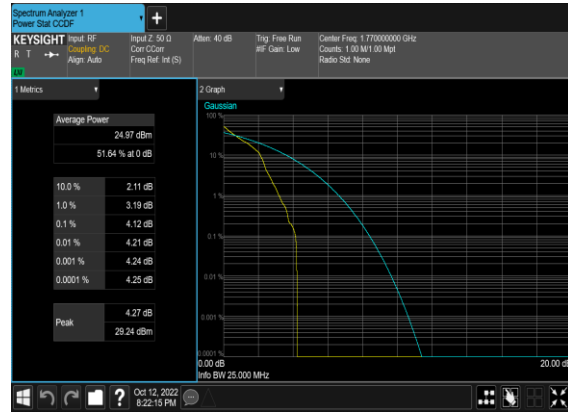 Spectrum Analyzer 1
Power Stat CCDF
+
KEYSIGHT
R T
LXI
Input: RF
Coupling: DC
Align: Auto
Input Z: 50 Ω
Corr CCorr
Freq Ref: Int (S)
Atten: 40 dB
Trig: Free Run
#IF Gain: Low
Center Freq: 1.770000000 GHz
Counts: 1.00 M/1.00 Mpt
Radio Std: None
1 Metrics
Average Power
24.97 dBm
51.64 % at 0 dB
10.0 % 2.11 dB
1.0 % 3.19 dB
0.1 % 4.12 dB
0.01 % 4.21 dB
0.001 % 4.24 dB
0.0001 % 4.25 dB
Peak
4.27 dB
29.24 dBm
2 Graph
Gaussian
100 %
10 %
1 %
0.1 %
0.01 %
0.001 %
0.0001 %
0.00 dB
20.00 dB
Info BW 25.000 MHz
?
Oct 12, 2022
8:22:15 PM